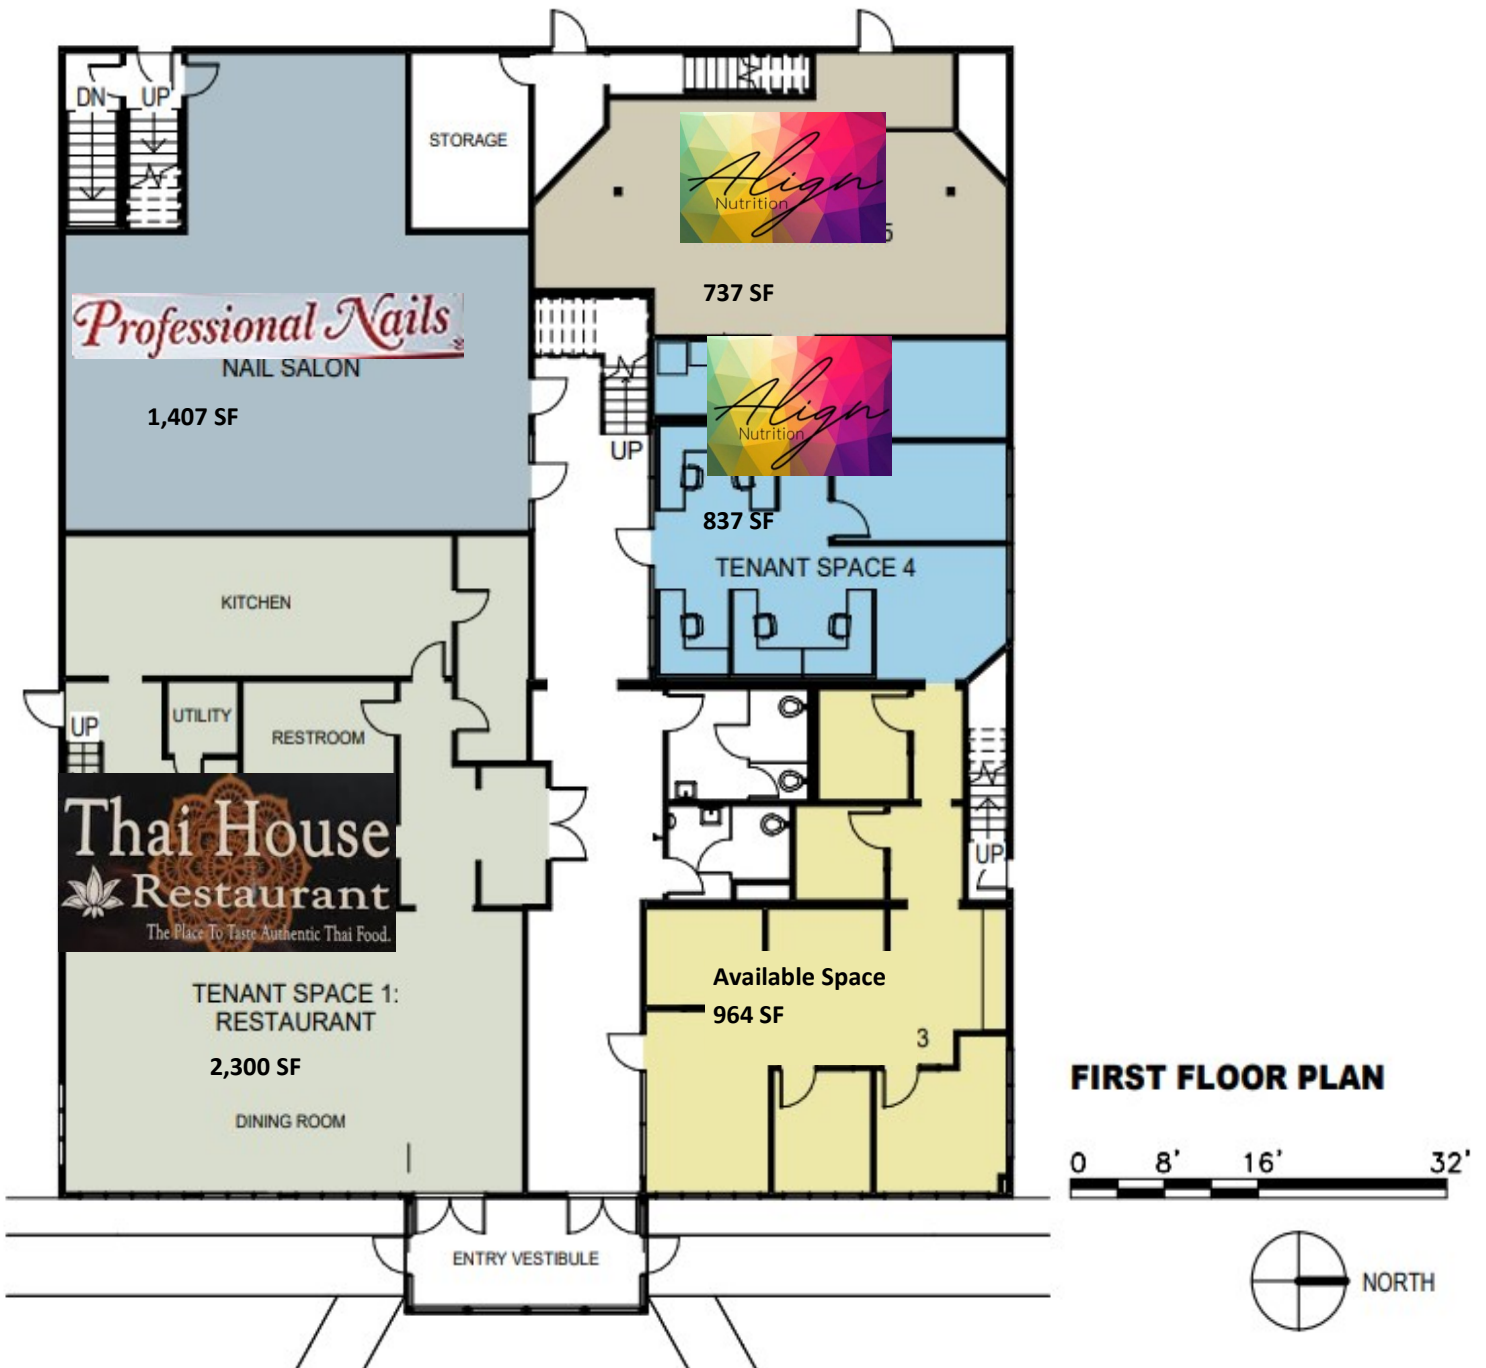 DN
UP
STORAGE
Align
Nutrition
5
737 SF
Professional Nails
NAIL SALON
1,407 SF
UP
Align
Nutrition
837 SF
TENANT SPACE 4
KITCHEN
UP
UTILITY
RESTROOM
Thai House
Restaurant
The Place To Taste Authentic Thai Food.
UP
Available Space
964 SF
3
TENANT SPACE 1:
RESTAURANT
2,300 SF
DINING ROOM
FIRST FLOOR PLAN
0 8' 16' 32'
ENTRY VESTIBULE
NORTH